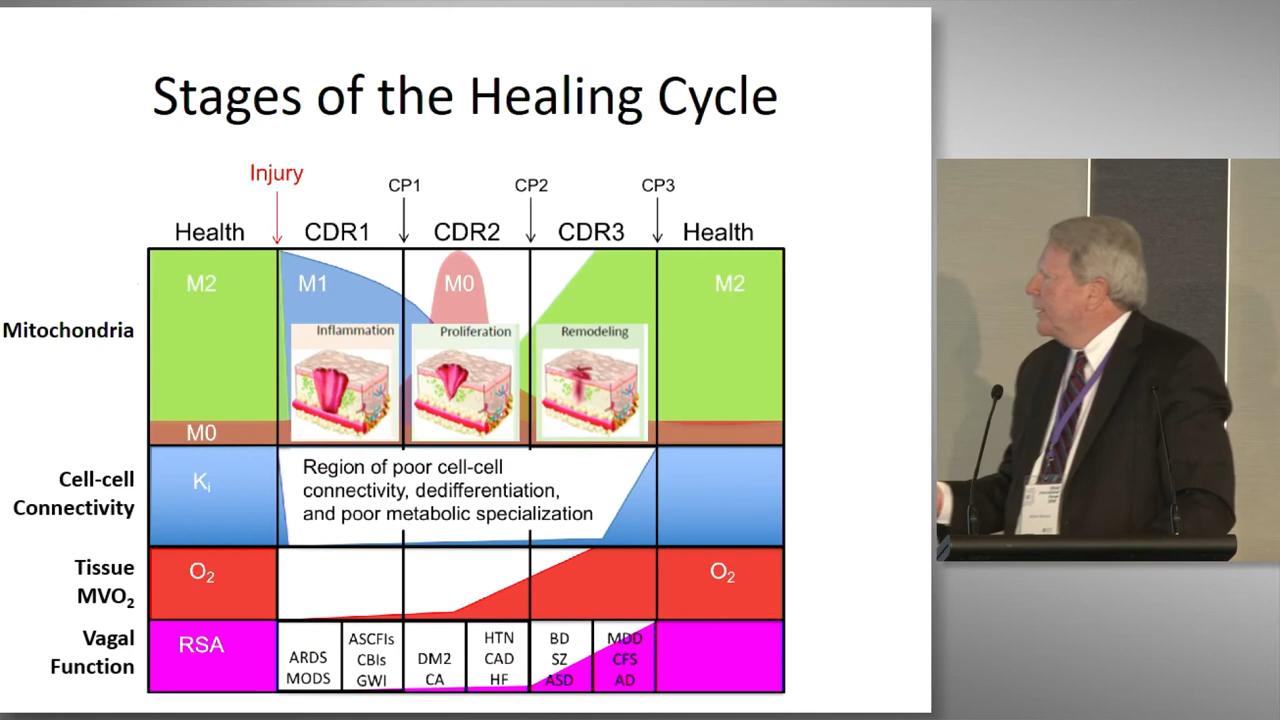 Stages of the Healing Cycle
Injury
CP1
CP2
CP3
Health
CDR1
CDR2
CDR3
Health
Mitochondria
M2
M1
M0
M2
Inflammation
Proliferation
Remodeling
M0
Cell-cell
Connectivity
Ki
Region of poor cell-cell
connectivity, dedifferentiation,
and poor metabolic specialization
Tissue
MVO2
O2
O2
Vagal
Function
RSA
ARDS
MODS
ASCFIs
CBIs
GWI
DM2
CA
HTN
CAD
HF
BD
SZ
ASD
MDD
CFS
AD